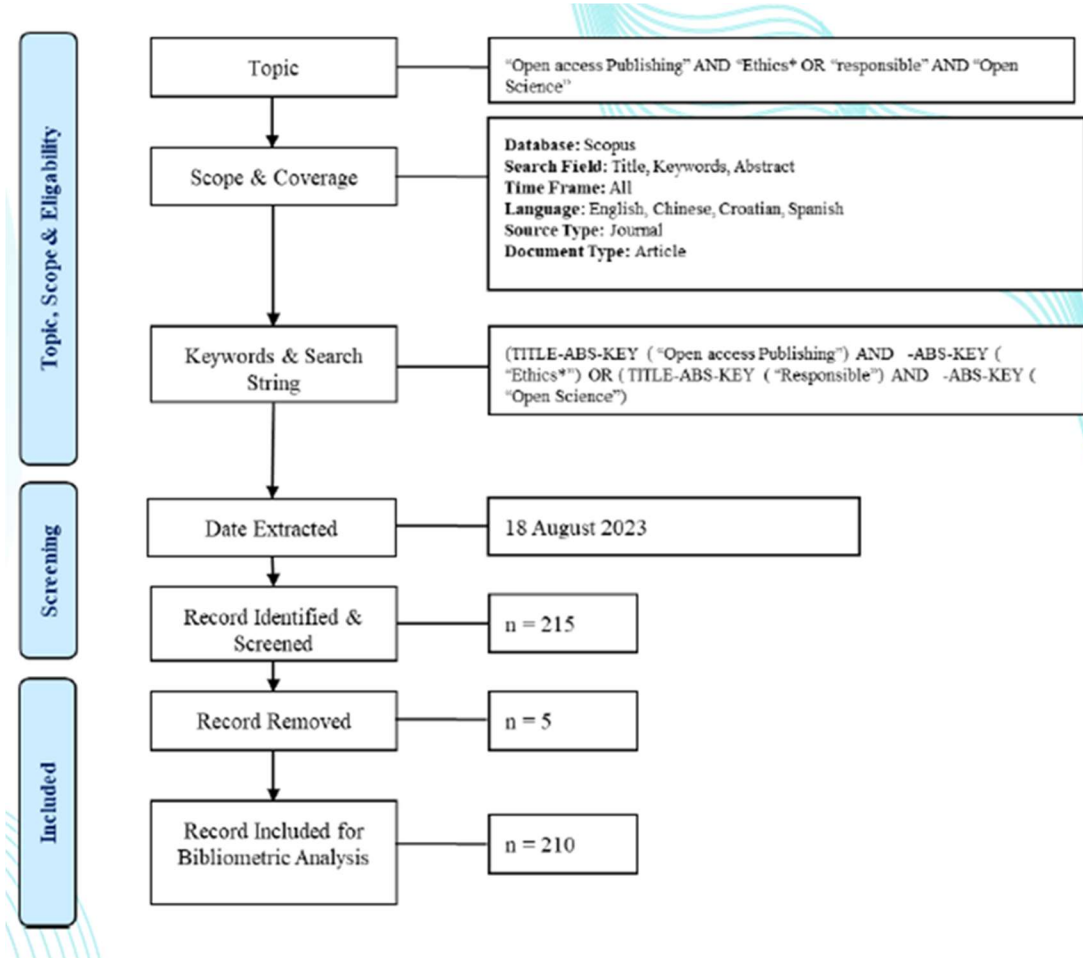 Topic, Scope & Eligability
Topic
"Open access Publishing" AND "Ethics* OR "responsible" AND "Open
Science"
Scope & Coverage
Database: Scopus
Search Field: Title, Keywords, Abstract
Time Frame: All
Language: English, Chinese, Croatian, Spanish
Source Type: Journal
Document Type: Article
Keywords & Search
String
(TITLE-ABS-KEY ( "Open access Publishing") AND -ABS-KEY (
"Ethics*") OR ( TITLE-ABS-KEY ( "Responsible") AND -ABS-KEY (
"Open Science")
Screening
Date Extracted
18 August 2023
Record Identified &
Screened
n = 215
Included
Record Removed
n = 5
Record Included for
Bibliometric Analysis
n = 210